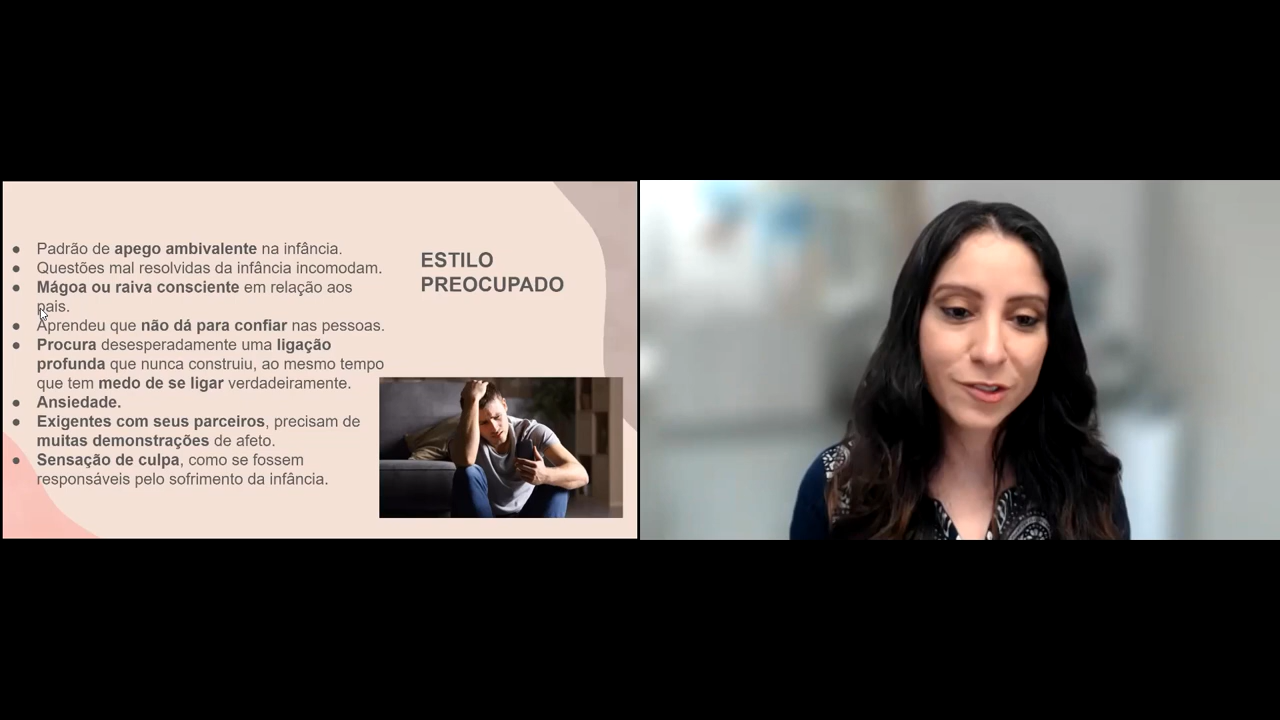 ● Padrão de apego ambivalente na infância.
● Questões mal resolvidas da infância incomodam.
● Mágoa ou raiva consciente em relação aos
pais.
● Aprendeu que não dá para confiar nas pessoas.
● Procura desesperadamente uma ligação
profunda que nunca construiu, ao mesmo tempo
que tem medo de se ligar verdadeiramente.
● Ansiedade.
● Exigentes com seus parceiros, precisam de
muitas demonstrações de afeto.
● Sensação de culpa, como se fossem
responsáveis pelo sofrimento da infância.
ESTILO
PREOCUPADO